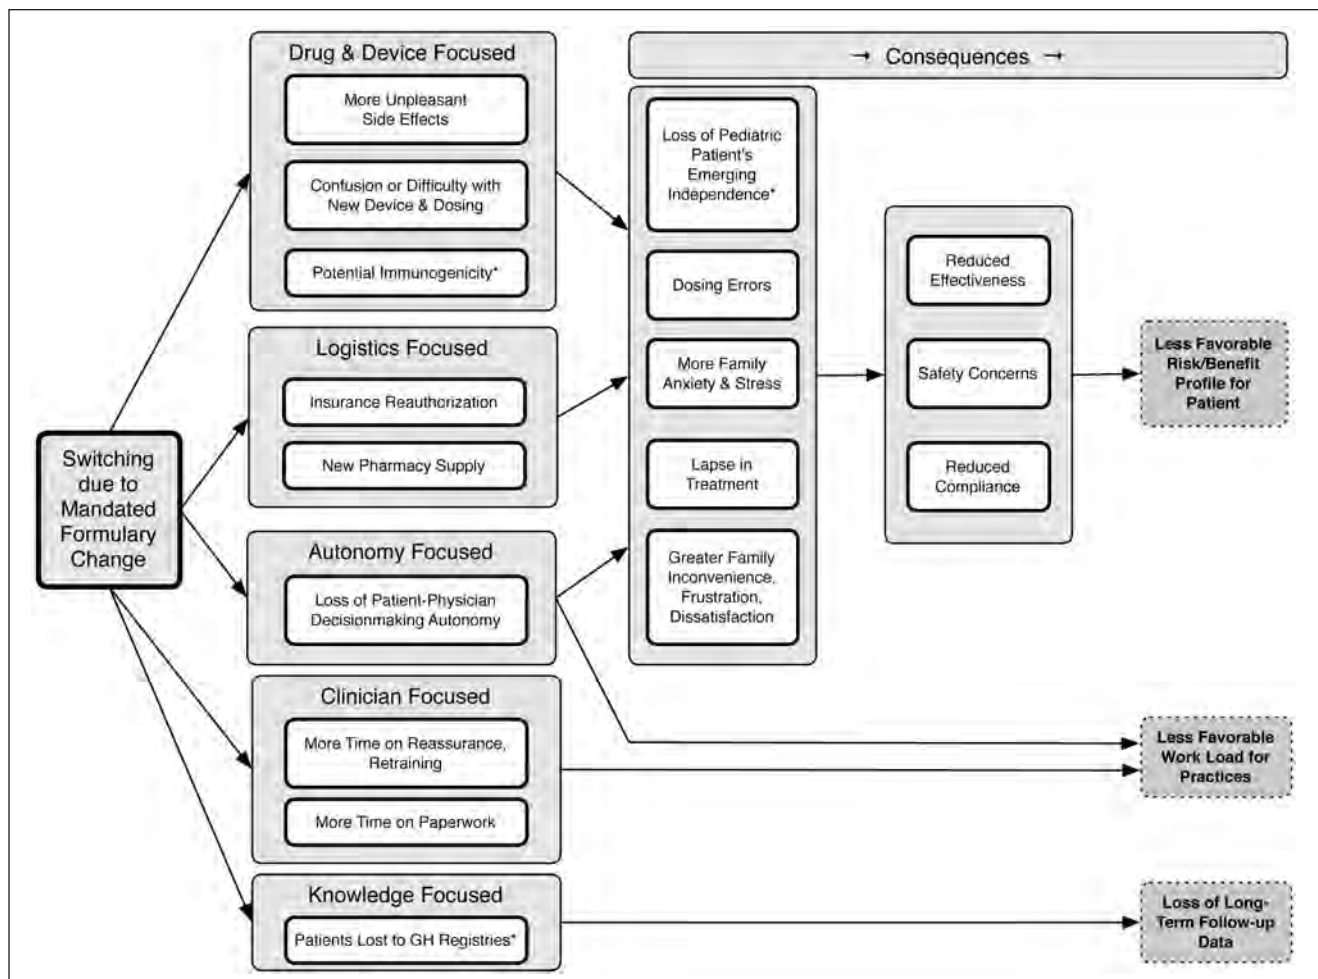 Drug & Device Focused
More Unpleasant
Side Effects
Confusion or Difficulty with
New Device & Dosing
Potential Immunogenicity*
Logistics Focused
Insurance Reauthorization
New Pharmacy Supply
Switching
due to
Mandated
Formulary
Change
Autonomy Focused
Loss of Patient-Physician
Decisionmaking Autonomy
Clinician Focused
More Time on Reassurance,
Retraining
More Time on Paperwork
Knowledge Focused
Patients Lost to GH Registries*
→ Consequences →
Loss of Pediatric
Patient's
Emerging
Independence*
Dosing Errors
More Family
Anxiety & Stress
Lapse in
Treatment
Greater Family
Inconvenience,
Frustration,
Dissatisfaction
Reduced
Effectiveness
Safety Concerns
Reduced
Compliance
Less Favorable
Risk/Benefit
Profile for
Patient
Less Favorable
Work Load for
Practices
Loss of Long-
Term Follow-up
Data